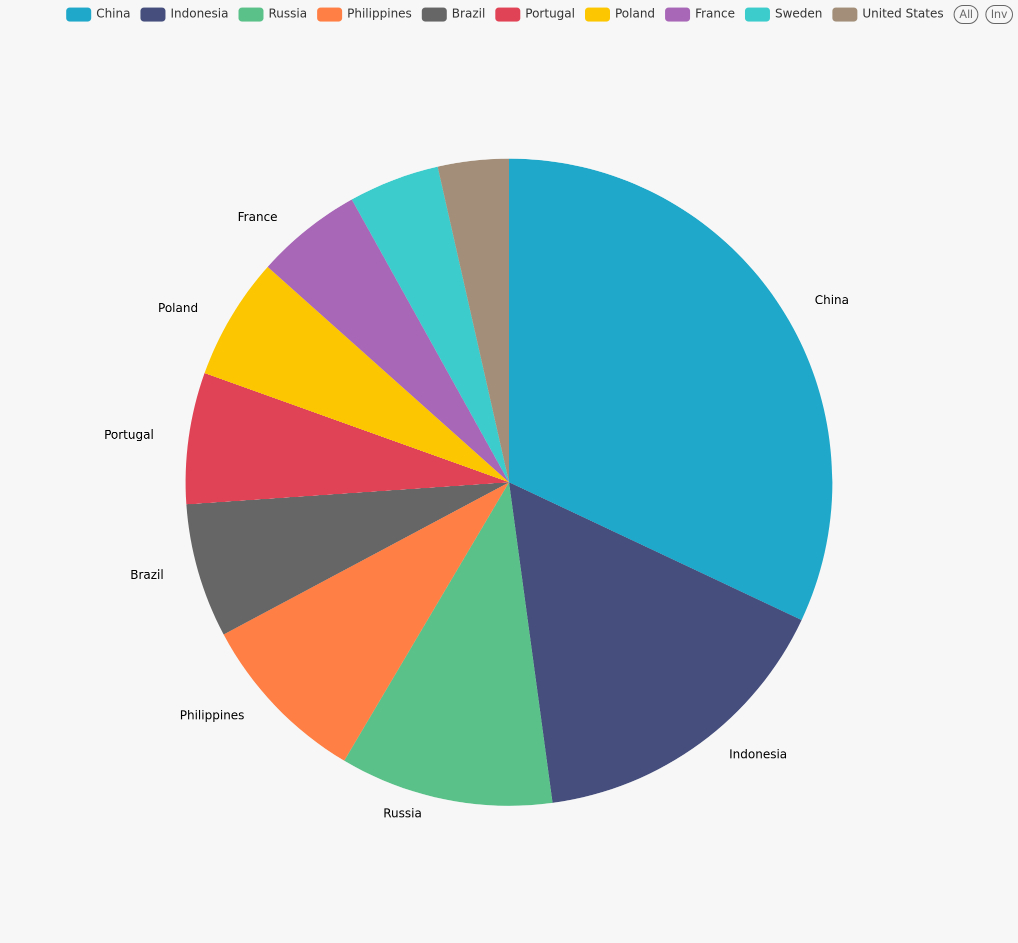 China Indonesia Russia Philippines Brazil Portugal Poland France Sweden United States All Inv
France
Poland
China
Portugal
Brazil
Philippines
Indonesia
Russia